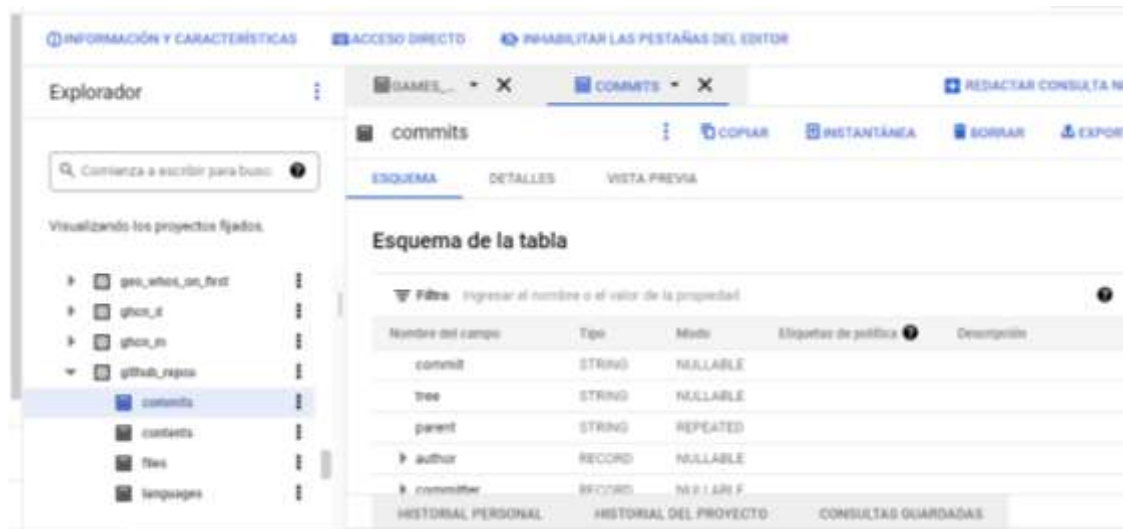 INFORMACIÓN Y CARACTERÍSTICAS ACCESO DIRECTO INHABILITAR LAS PESTAÑAS DEL EDITOR
Explorador
GAMES_... COMMITS REDACTAR CONSULTA N
commits COPIAR INSTANTÁNEA BORRAR EXPORT
Comienza a escribir para busc
ESQUEMA DETALLES VISTA PREVIA
Visualizando los proyectos fijados.
Esquema de la tabla
geo_whos_on_first
ghcn_d
ghcn_m
github_repos
commits
contents
files
languages
Filtro Ingresar el nombre o el valor de la propiedad
Nombre del campo Tipo Modo Etiquetas de política Descripción
commit STRING NULLABLE
tree STRING NULLABLE
parent STRING REPEATED
author RECORD NULLABLE
committer RECORD NULLABLE
HISTORIAL PERSONAL HISTORIAL DEL PROYECTO CONSULTAS GUARDADAS